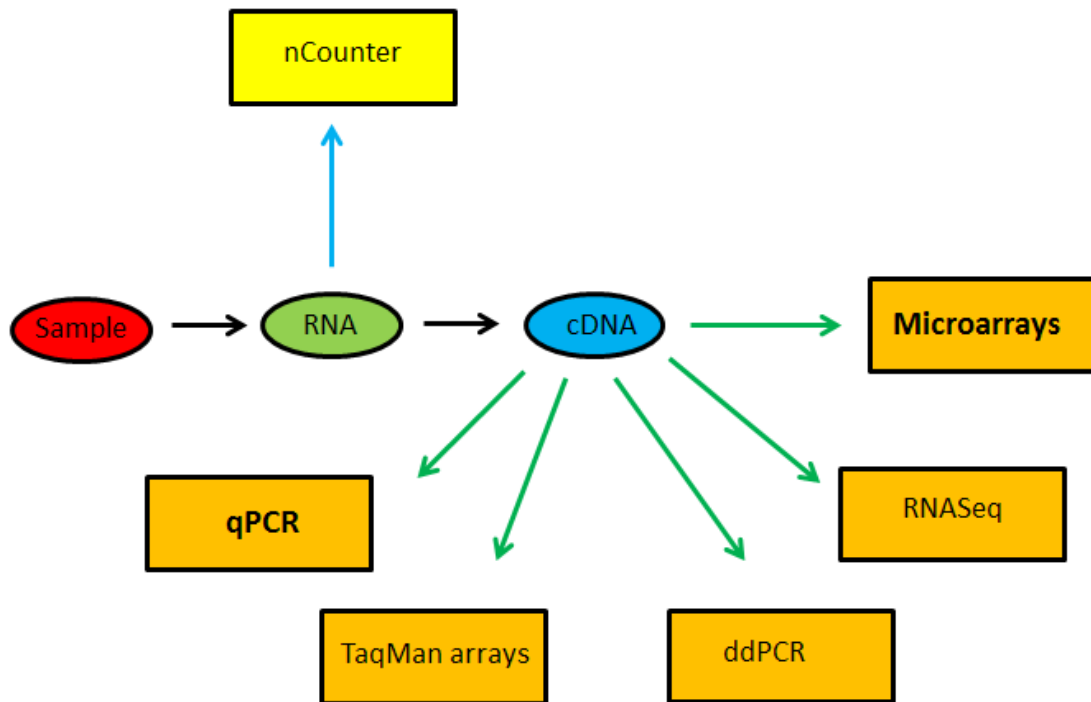 nCounter
Sample
RNA
cDNA
Microarrays
qPCR
RNASeq
TaqMan arrays
ddPCR